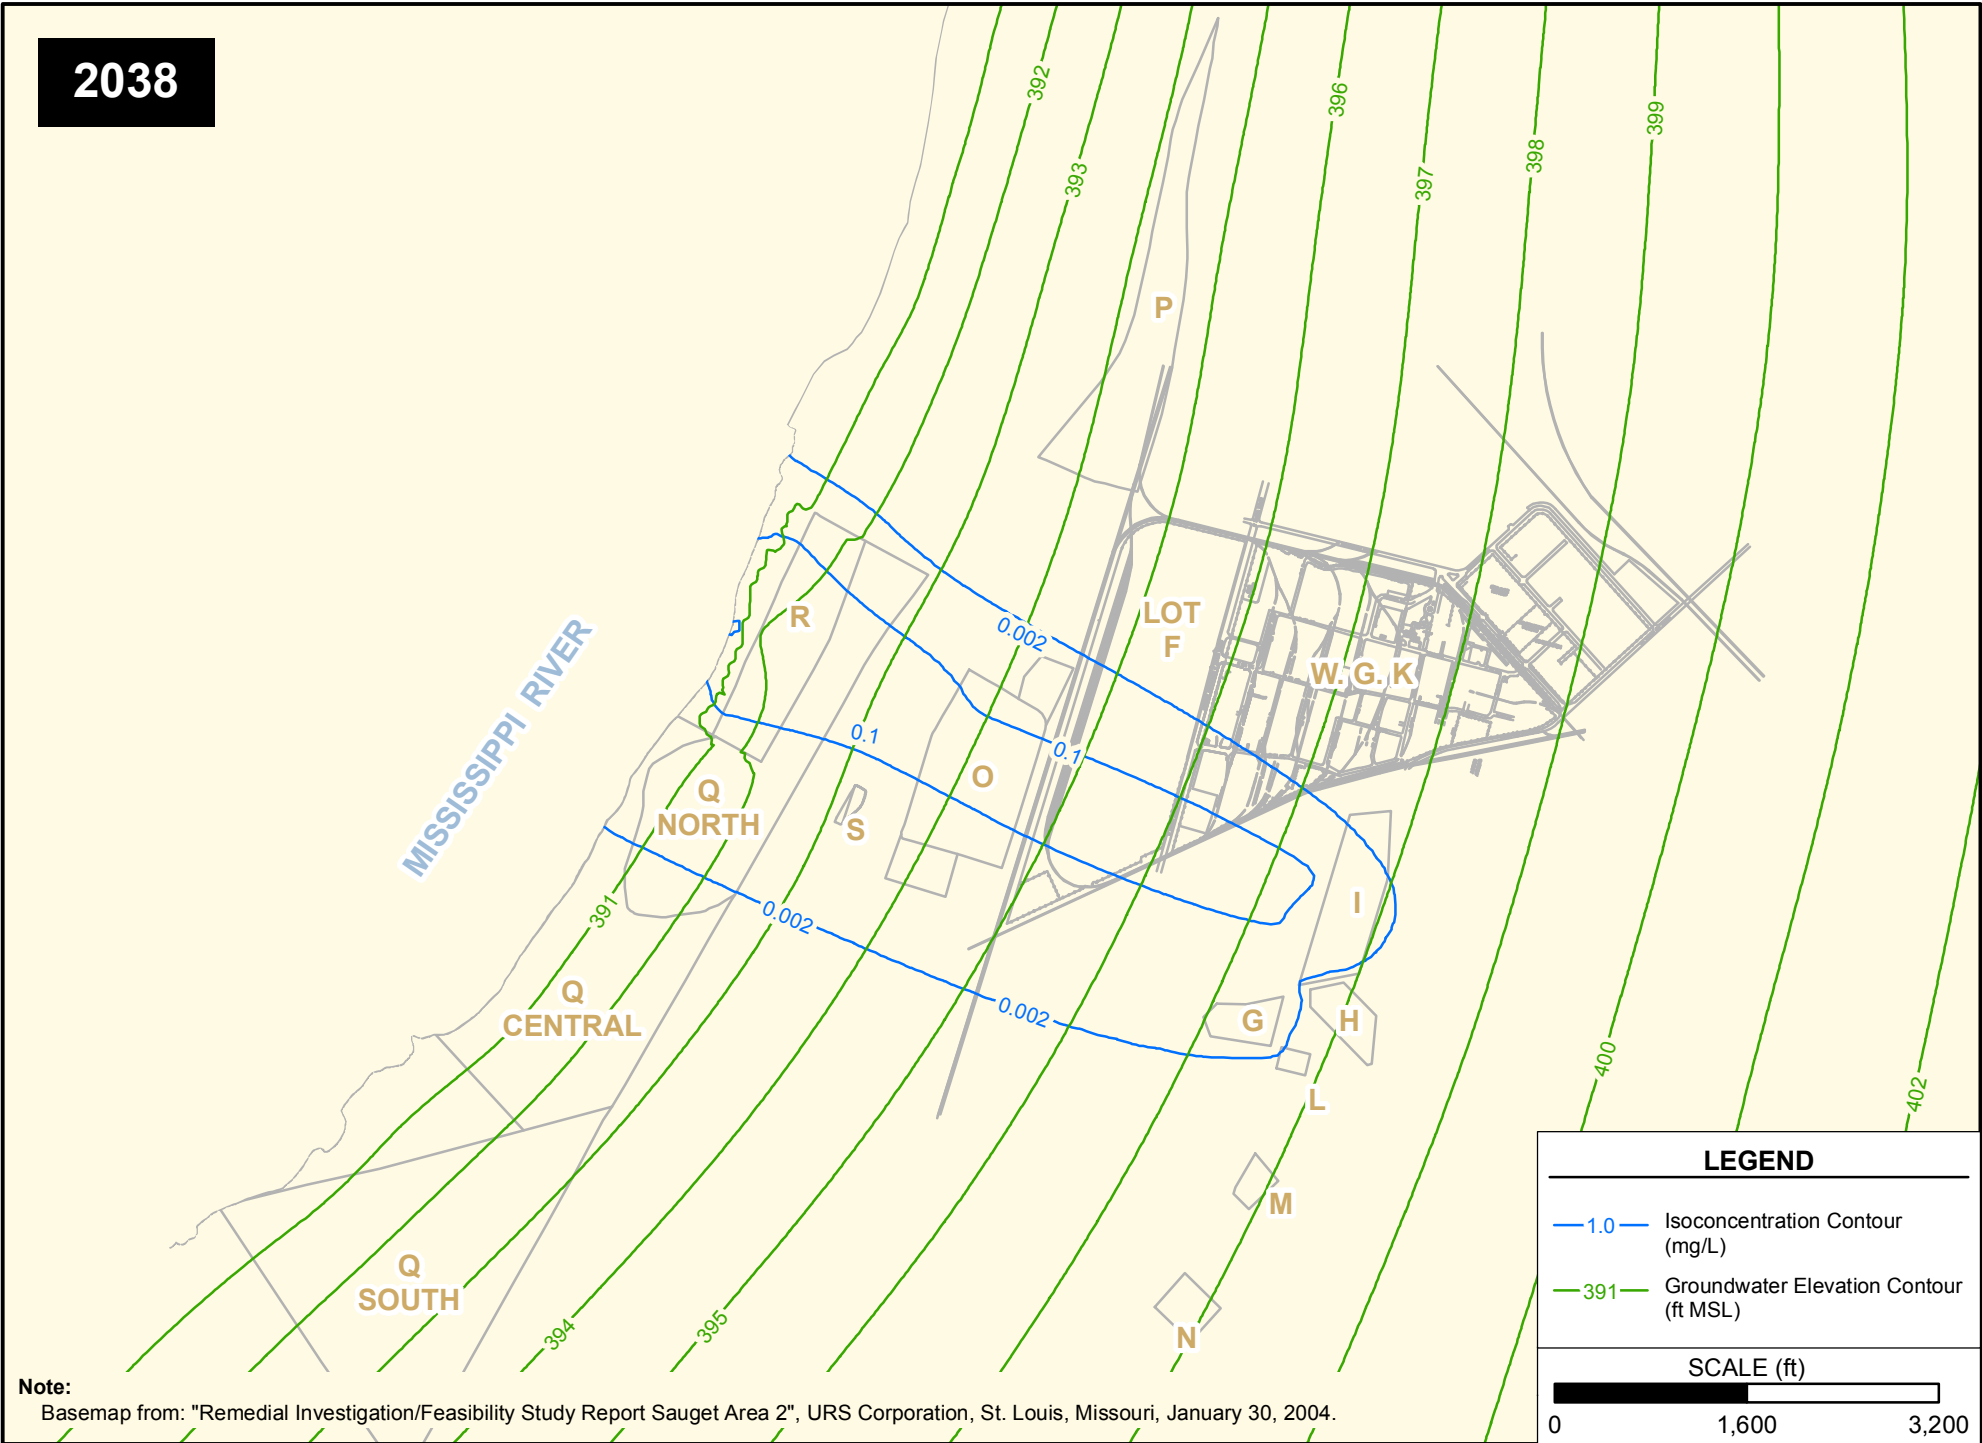 2038
392
393
396
397
398
399
P
MISSISSIPPI RIVER
R
0.002
LOT
F
W. G. K
0.1
0.1
O
Q
NORTH
S
391
0.002
I
Q
CENTRAL
0.002
G
H
L
400
402
M
Q
SOUTH
394
395
N
LEGEND
1.0 Isoconcentration Contour
(mg/L)
391 Groundwater Elevation Contour
(ft MSL)
SCALE (ft)
0 1,600 3,200
Note:
Basemap from: "Remedial Investigation/Feasibility Study Report Sauget Area 2", URS Corporation, St. Louis, Missouri, January 30, 2004.